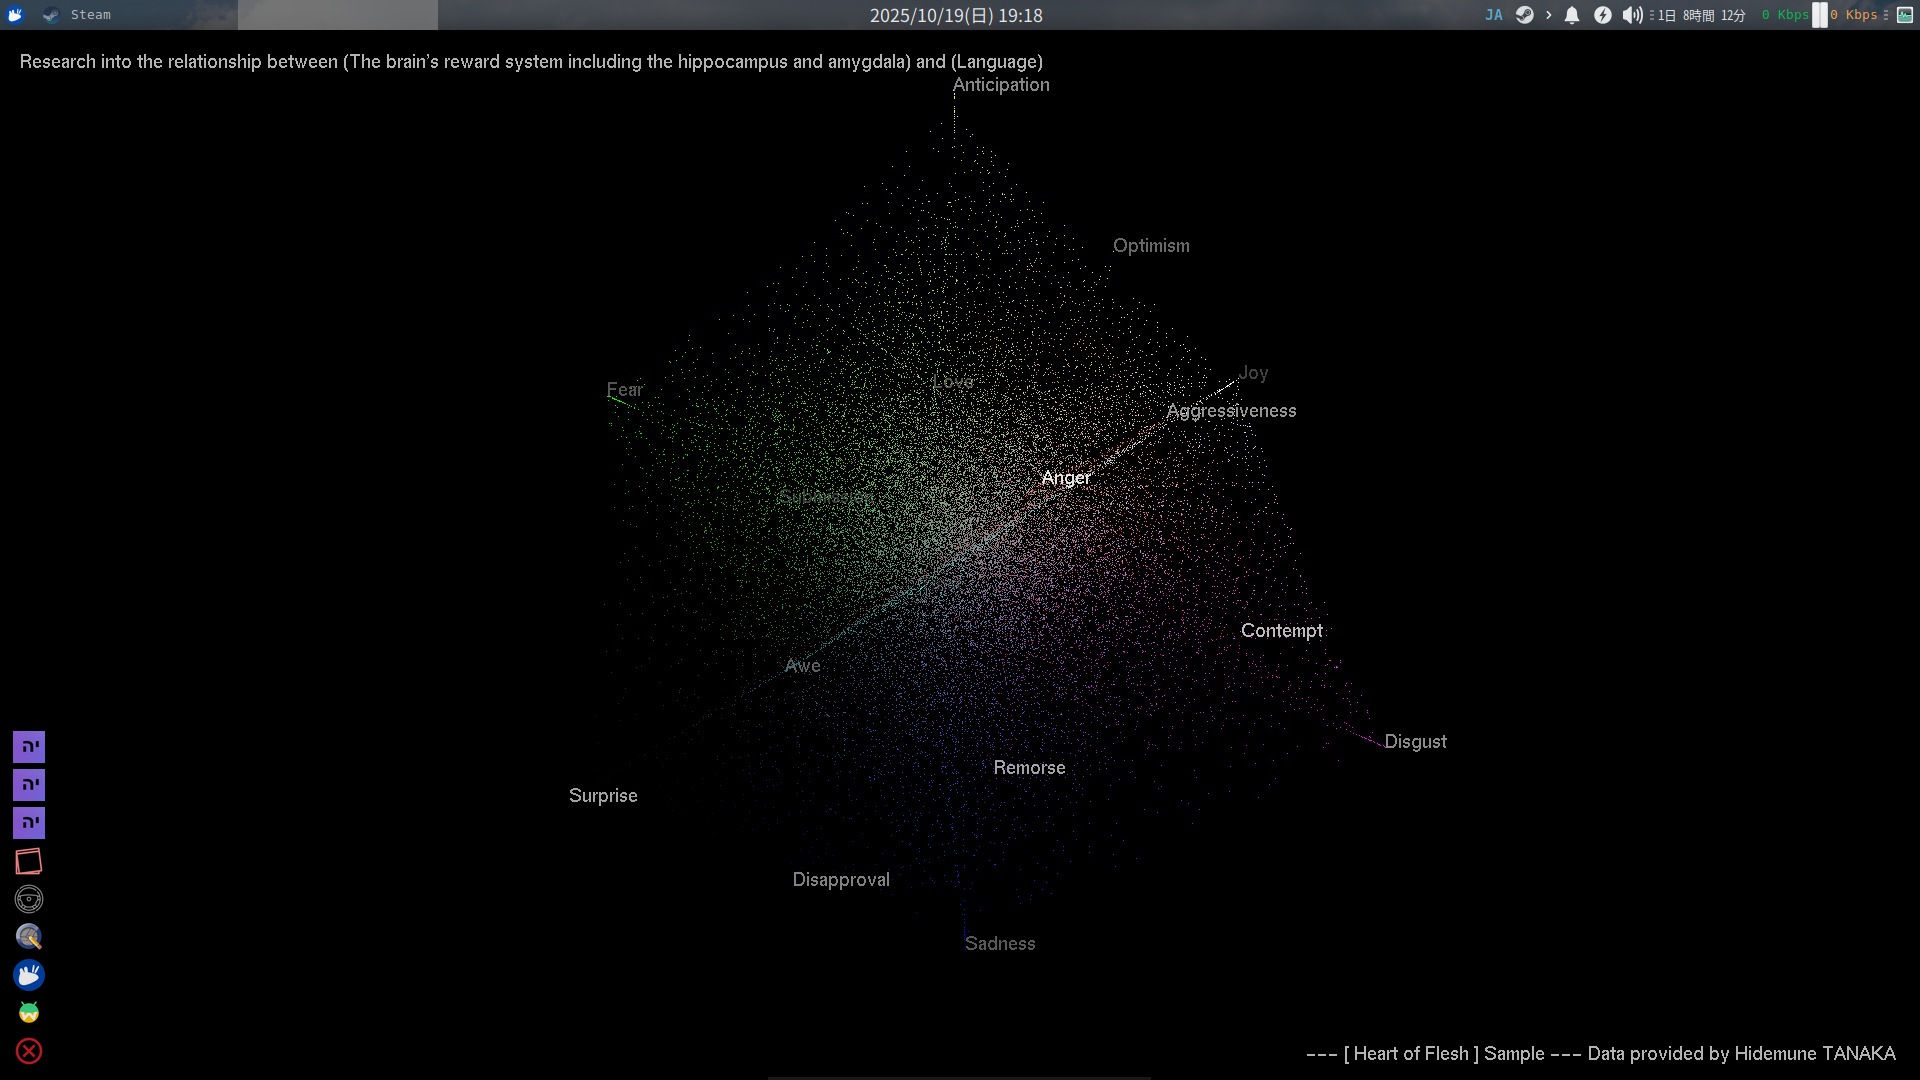 Steam
2025/10/19(日) 19:18
JA
1日 8時間 12分
0 Kbps
0 Kbps
Research into the relationship between (The brain's reward system including the hippocampus and amygdala) and (Language)
Anticipation
Optimism
Joy
Love
Fear
Aggressiveness
Anger
Submission
Contempt
Awe
Disgust
Remorse
Surprise
יה
יה
יה
Disapproval
Sadness
--- [ Heart of Flesh ] Sample --- Data provided by Hidemune TANAKA